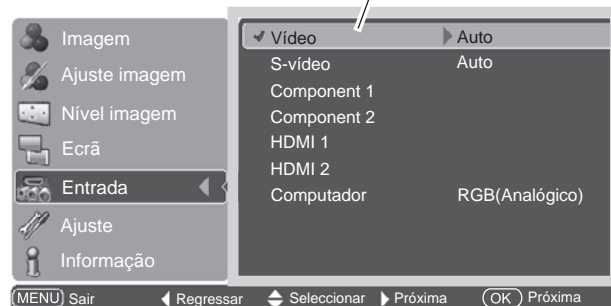 Imagem
Ajuste imagem
Nível imagem
Ecrã
Entrada
Ajuste
Informação
Vídeo Auto
S-vídeo Auto
Component 1
Component 2
HDMI 1
HDMI 2
Computador RGB(Analógico)
MENU Sair Regressar Seleccionar Próxima OK Próxima